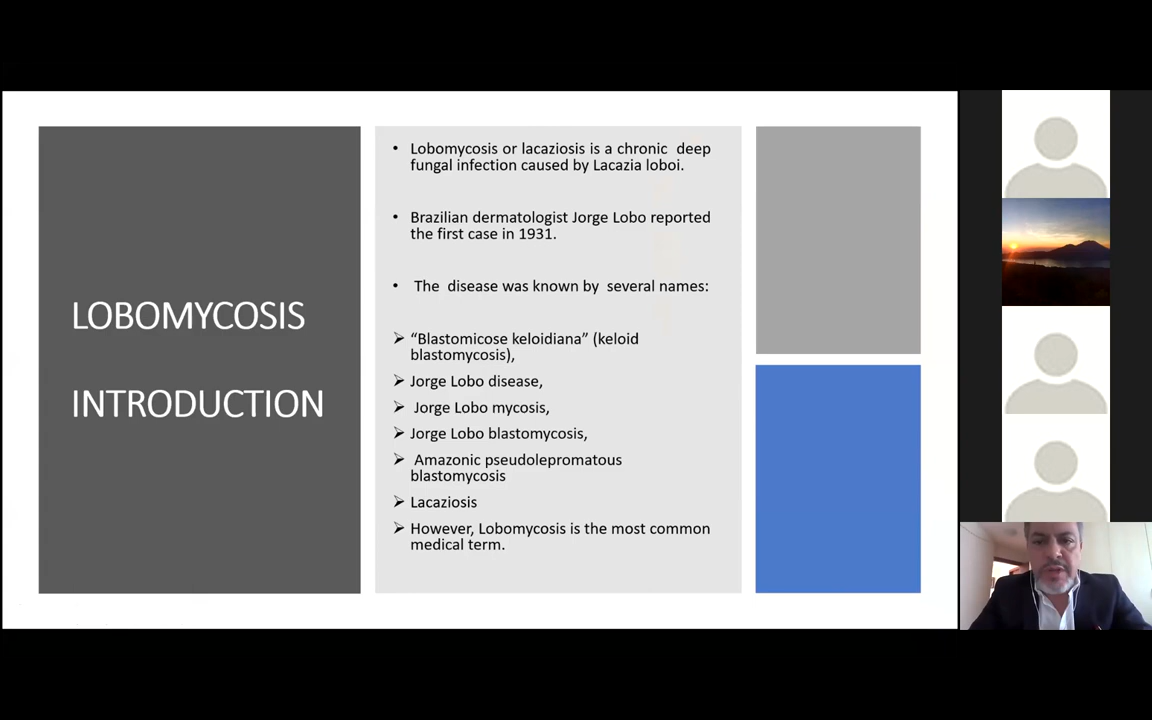 LOBOMYCOSIS
INTRODUCTION
• Lobomycosis or lacaziosis is a chronic deep
fungal infection caused by Lacazia loboi.
• Brazilian dermatologist Jorge Lobo reported
the first case in 1931.
• The disease was known by several names:
➢ “Blastomicose keloidiana” (keloid
blastomycosis),
➢ Jorge Lobo disease,
➢ Jorge Lobo mycosis,
➢ Jorge Lobo blastomycosis,
➢ Amazonic pseudolepromatous
blastomycosis
➢ Lacaziosis
➢ However, Lobomycosis is the most common
medical term.